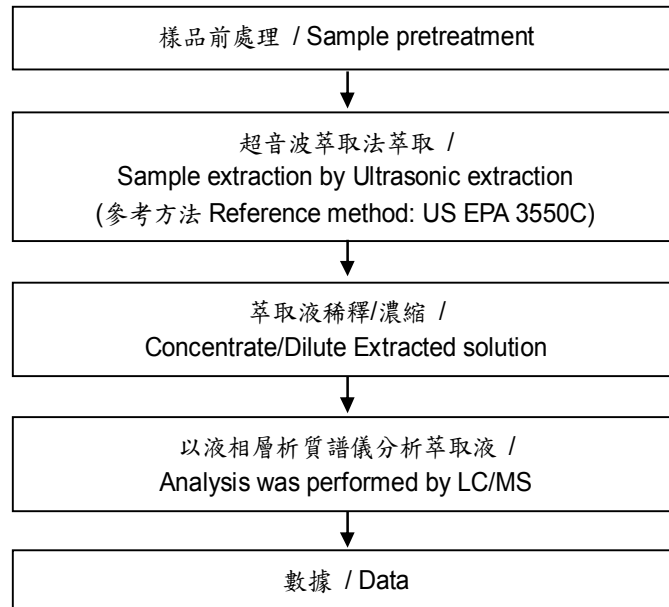 樣品前處理 / Sample pretreatment
超音波萃取法萃取 /
Sample extraction by Ultrasonic extraction
(參考方法 Reference method: US EPA 3550C)
萃取液稀釋/濃縮 /
Concentrate/Dilute Extracted solution
以液相層析質譜儀分析萃取液 /
Analysis was performed by LC/MS
數據 / Data